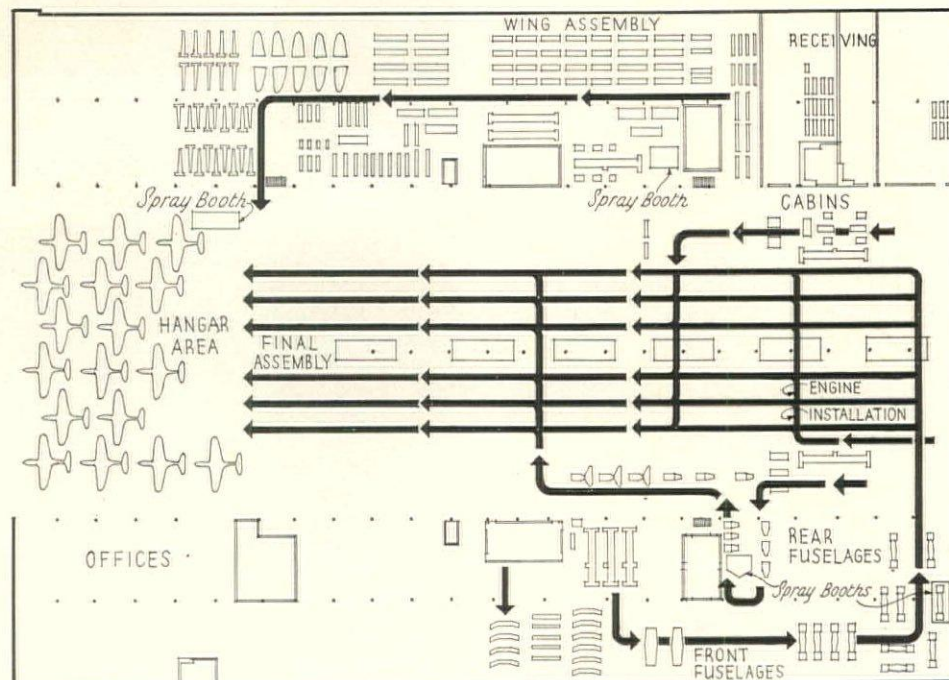 WING ASSEMBLY
RECEIVING
Spray Booth
Spray Booth
CABINS
HANGAR
AREA
FINAL
ASSEMBLY
ENGINE
INSTALLATION
OFFICES
REAR
FUSELAGES
Spray Booths
FRONT
FUSELAGES